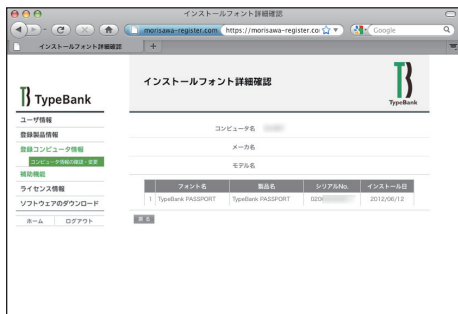 インストールフォント詳細確認
morisawa-register.com https://morisawa-register.co
Google
インストールフォント詳細確認
TypeBank
インストールフォント詳細確認
TypeBank
ユーザ情報
登録製品情報
登録コンピュータ情報
コンピュータ情報の確認・変更
補助機能
ライセンス情報
ソフトウェアのダウンロード
ホーム ログアウト
コンピュータ名
メーカ名
モデル名
フォント名 製品名 シリアルNo. インストール日
1 TypeBank PASSPORT TypeBank PASSPORT 020 2012/06/12
戻る